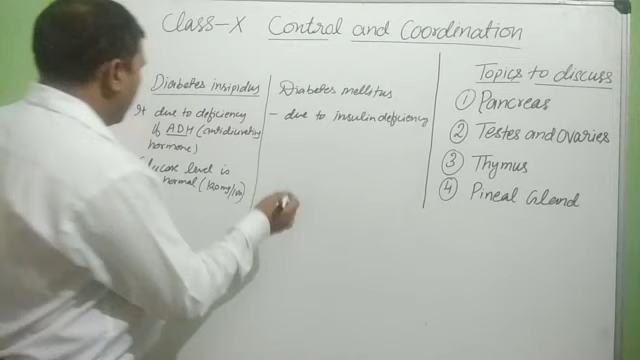 Class-X Control and Coordination
Diabetes insipidus
It due to deficiency
of ADH (antidiuretic
hormone)
Glucose level is
normal (120mg/
Diabetes mellitus
- due to insulin deficiency
Topics to discuss
1 Pancreas
2 Testes and Ovaries
3 Thymus
4 Pineal Gland